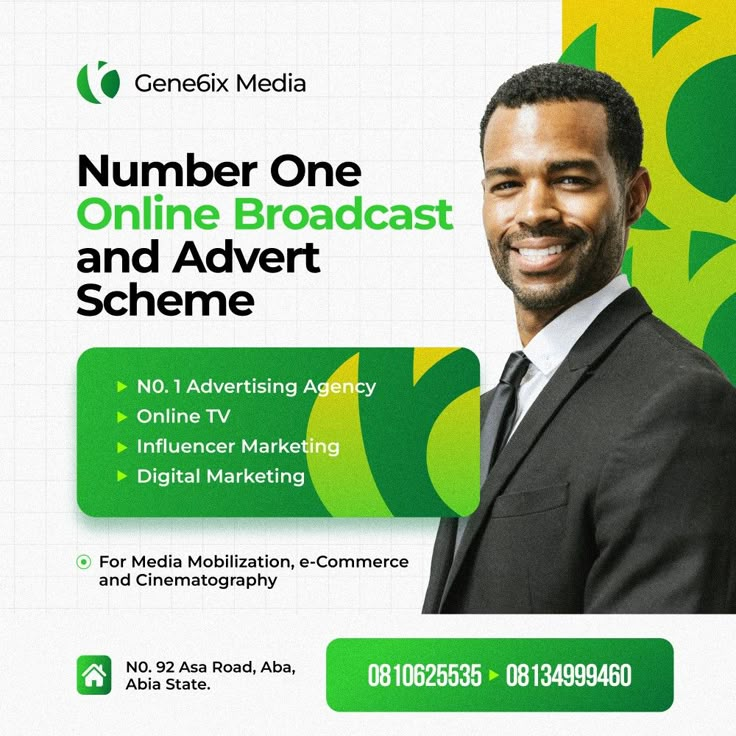 Gene6ix Media
Number One
Online Broadcast
and Advert
Scheme
N0. 1 Advertising Agency
Online TV
Influencer Marketing
Digital Marketing
For Media Mobilization, e-Commerce
and Cinematography
N0. 92 Asa Road, Aba,
Abia State.
0810625535 08134999460